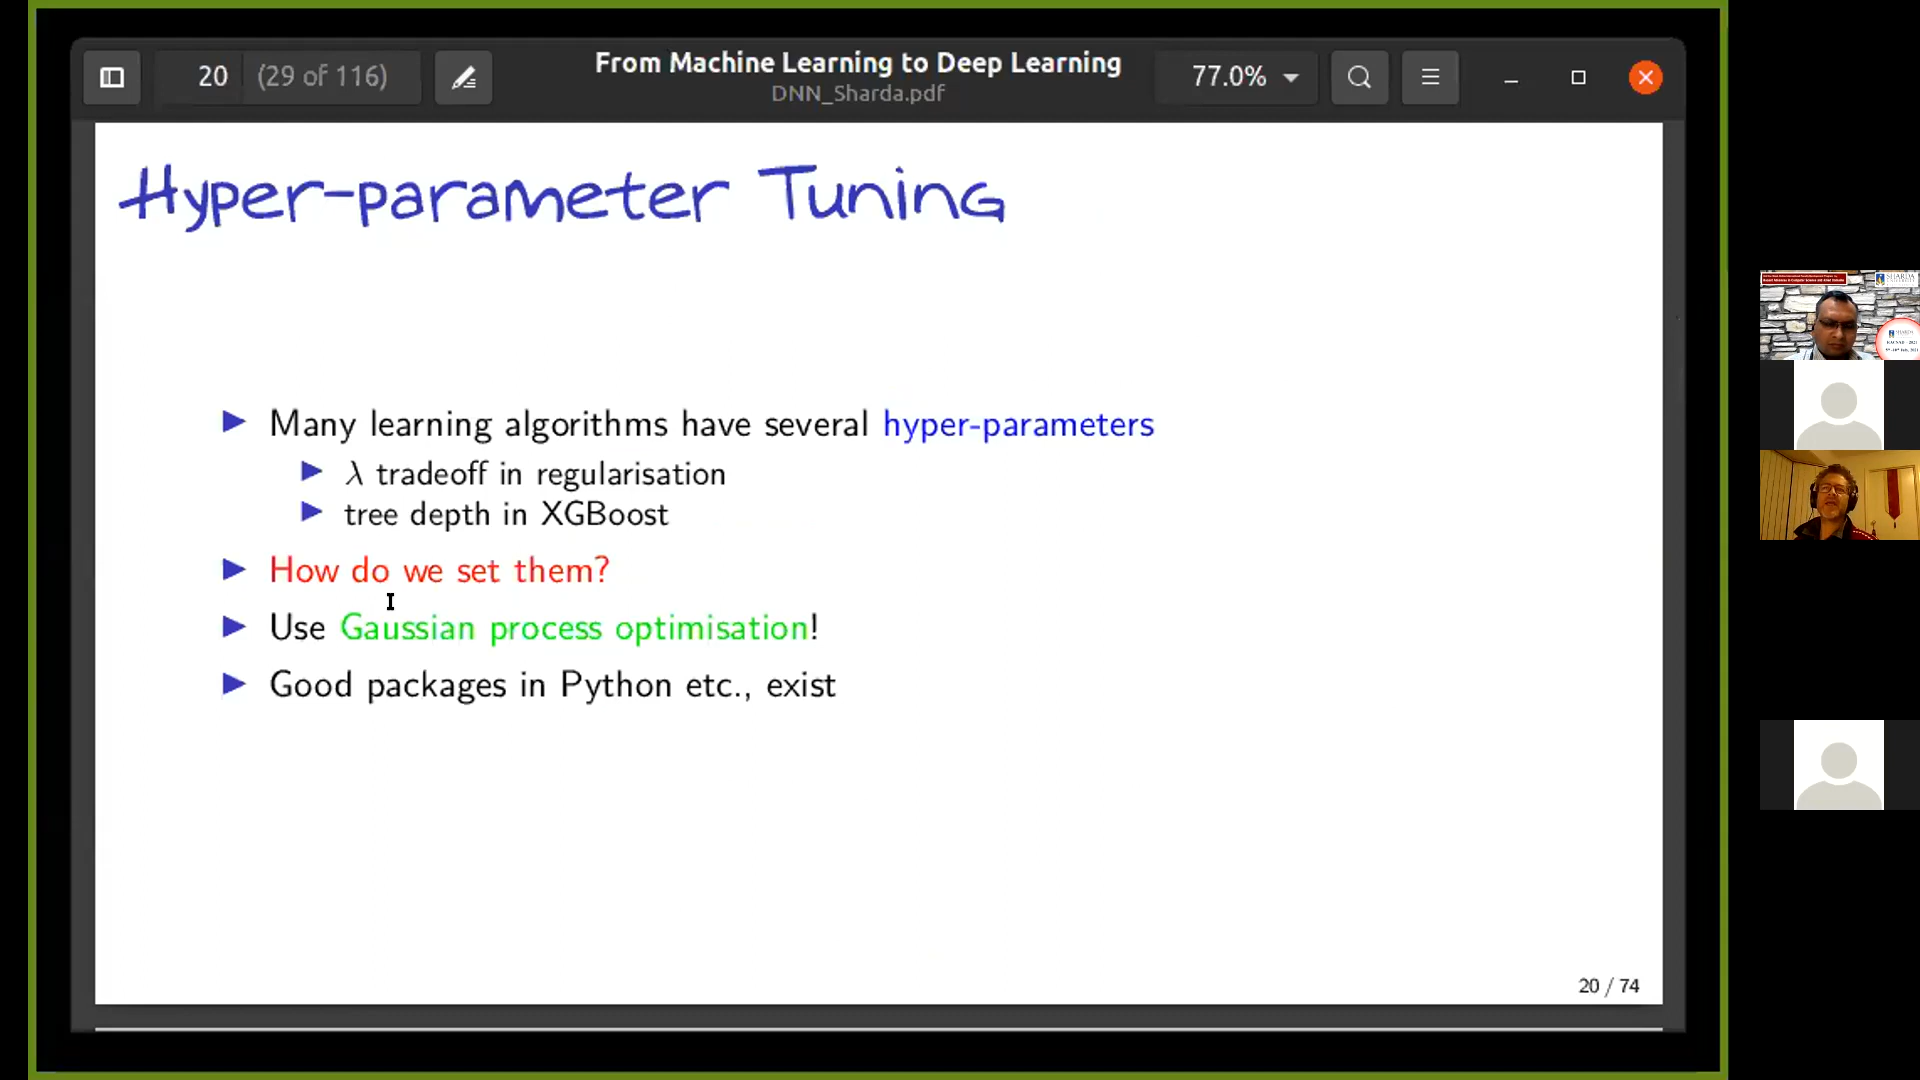 20 (29 of 116)
From Machine Learning to Deep Learning
DNN_Sharda.pdf
77.0%
Hyper-parameter Tuning
Many learning algorithms have several hyper-parameters
λ tradeoff in regularisation
tree depth in XGBoost
How do we set them?
Use Gaussian process optimisation!
Good packages in Python etc., exist
20 / 74
SHARDA